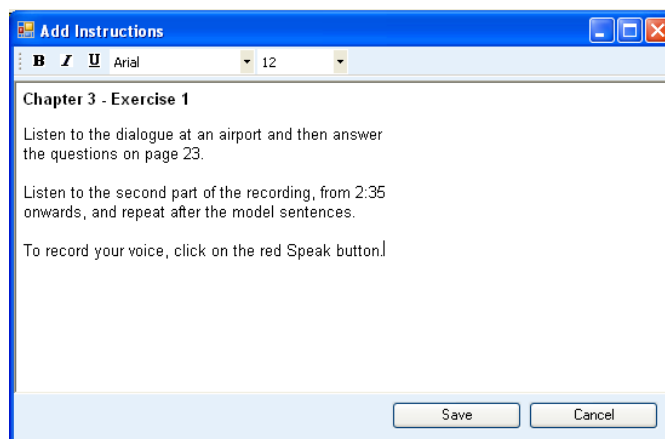 Add Instructions
B I U Arial 12
Chapter 3 - Exercise 1
Listen to the dialogue at an airport and then answer
the questions on page 23.
Listen to the second part of the recording, from 2:35
onwards, and repeat after the model sentences.
To record your voice, click on the red Speak button.
Save Cancel